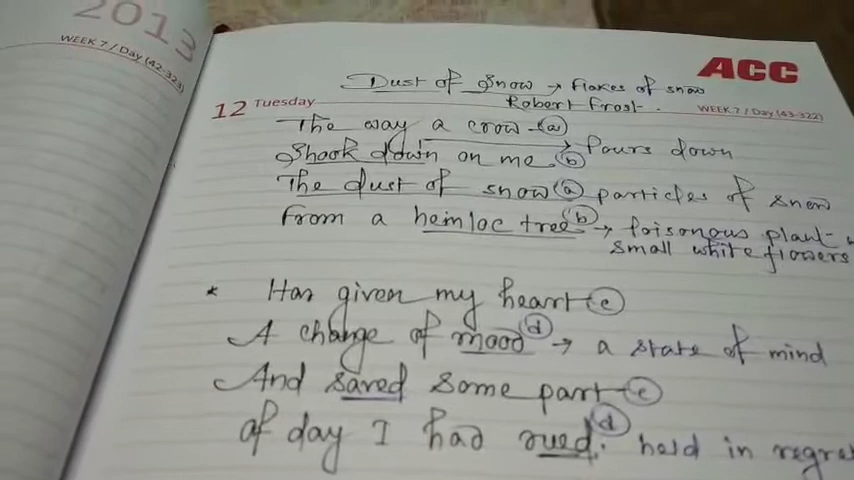 2013
WEEK 7 / Day (42-323)
ACC
Dust of Snow → flakes of snow
12 Tuesday
Robert Frost.
WEEK 7 / Day (43-322)
The way a crow (a)
Shook down on me (b) → Pours down
The dust of snow (a) particles of snow
From a hemloc tree (b) → poisonous plant
small white flowers
* Has given my heart (c)
A change of mood (d) → a state of mind
And saved some part (c)
of day I had rued. (d) held in regre